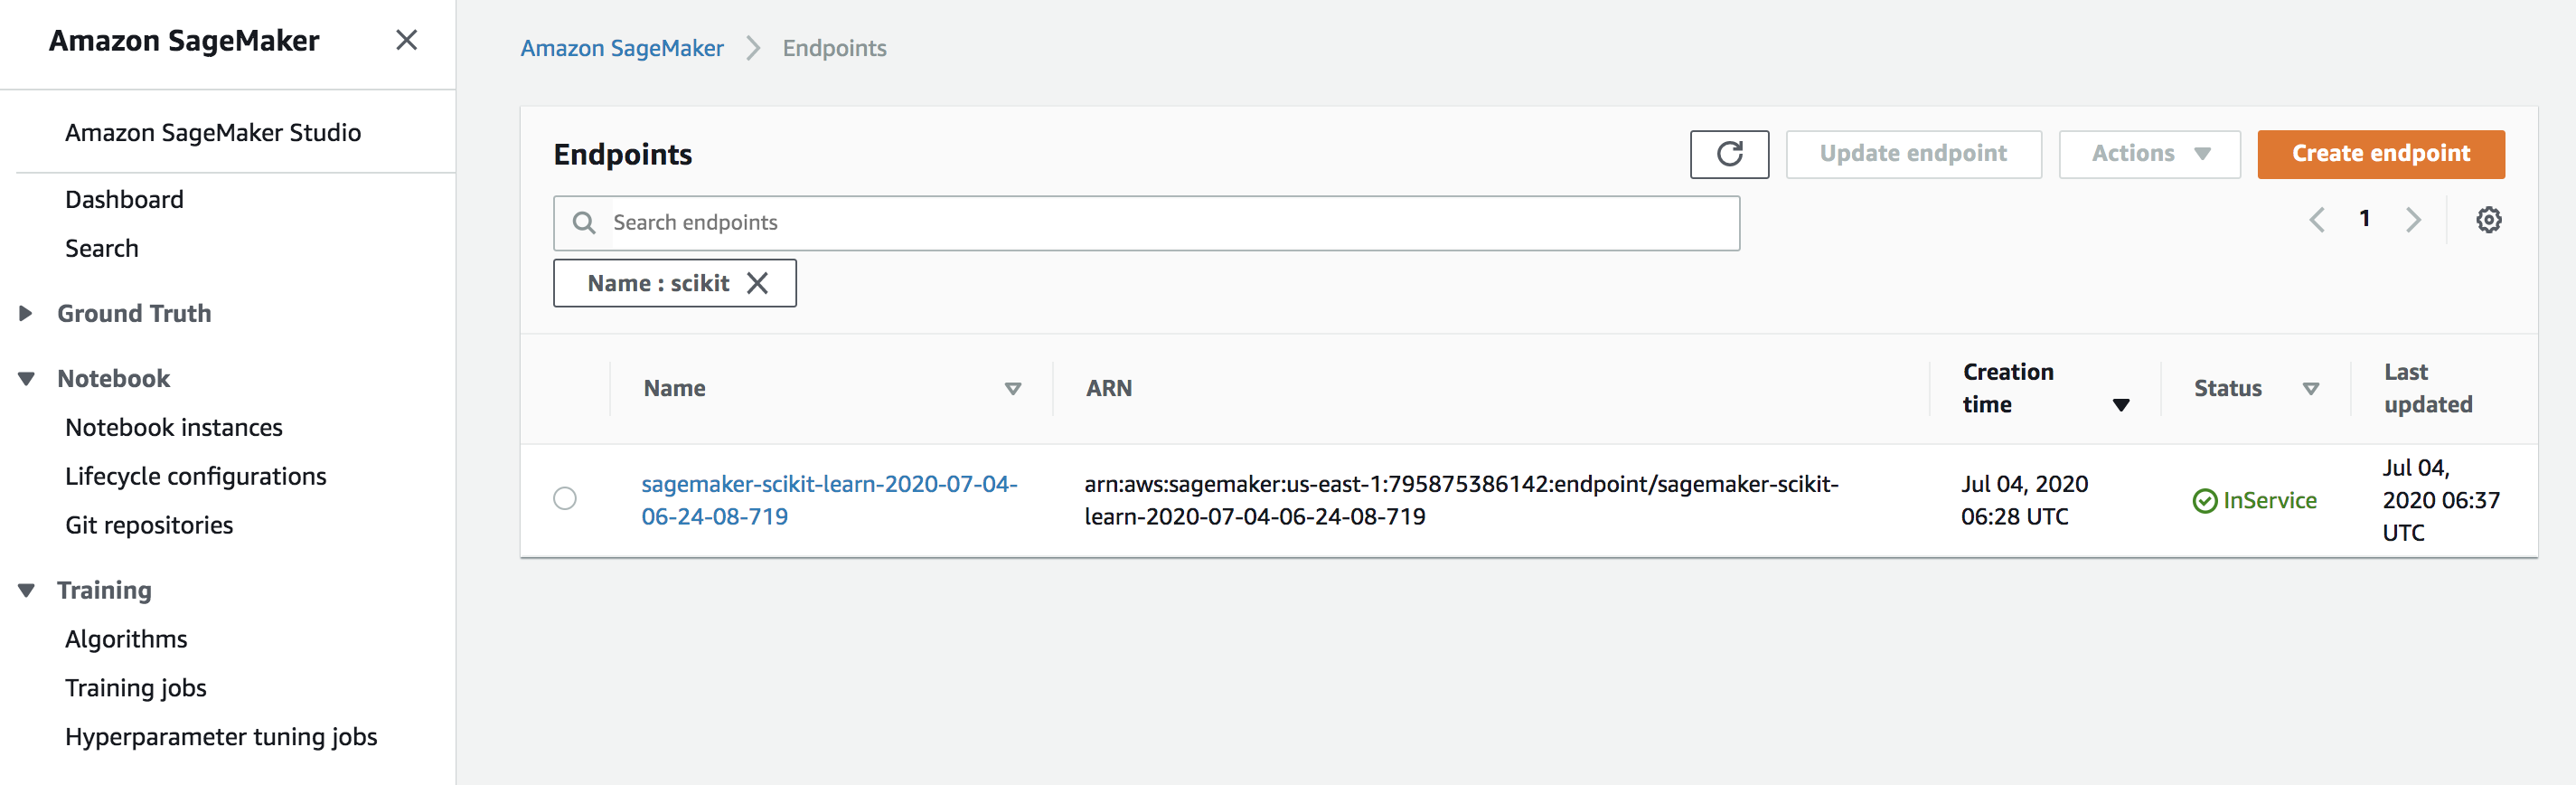 Amazon SageMaker
Amazon SageMaker Studio
Dashboard
Search
Ground Truth
Notebook
Notebook instances
Lifecycle configurations
Git repositories
Training
Algorithms
Training jobs
Hyperparameter tuning jobs
Amazon SageMaker Endpoints
Endpoints
Update endpoint
Actions
Create endpoint
Search endpoints
1
Name : scikit
Name
ARN
Creation
time
Status
Last
updated
sagemaker-scikit-learn-2020-07-04-
06-24-08-719
arn:aws:sagemaker:us-east-1:795875386142:endpoint/sagemaker-scikit-
learn-2020-07-04-06-24-08-719
Jul 04, 2020
06:28 UTC
InService
Jul 04,
2020 06:37
UTC